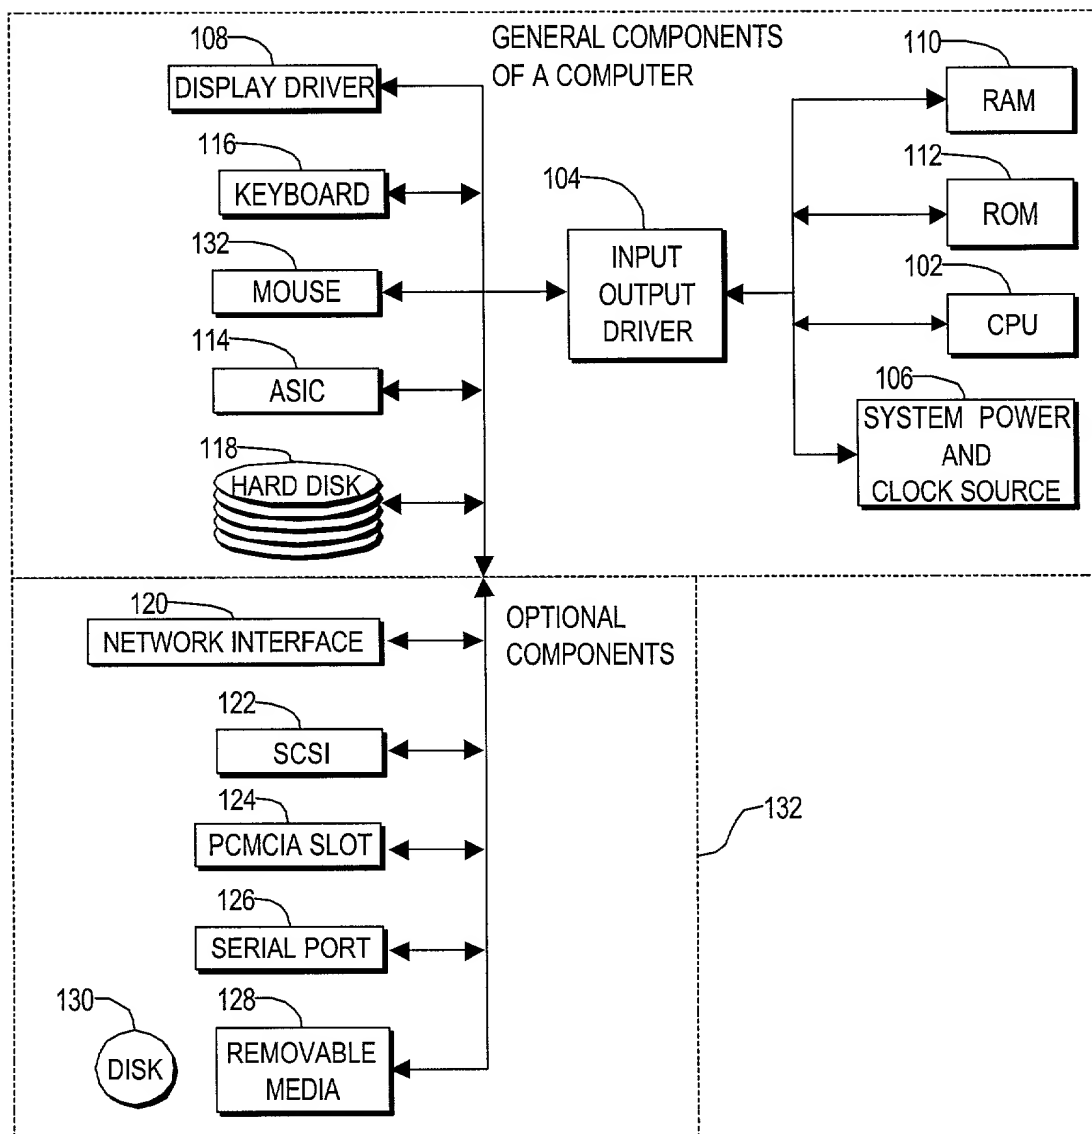 GENERAL COMPONENTS
OF A COMPUTER
108
DISPLAY DRIVER
116
KEYBOARD
132
MOUSE
114
ASIC
118
HARD DISK
104
INPUT
OUTPUT
DRIVER
110
RAM
112
ROM
102
CPU
106
SYSTEM POWER
AND
CLOCK SOURCE
OPTIONAL
COMPONENTS
120
NETWORK INTERFACE
122
SCSI
124
PCMCIA SLOT
126
SERIAL PORT
128
REMOVABLE
MEDIA
130
DISK
132